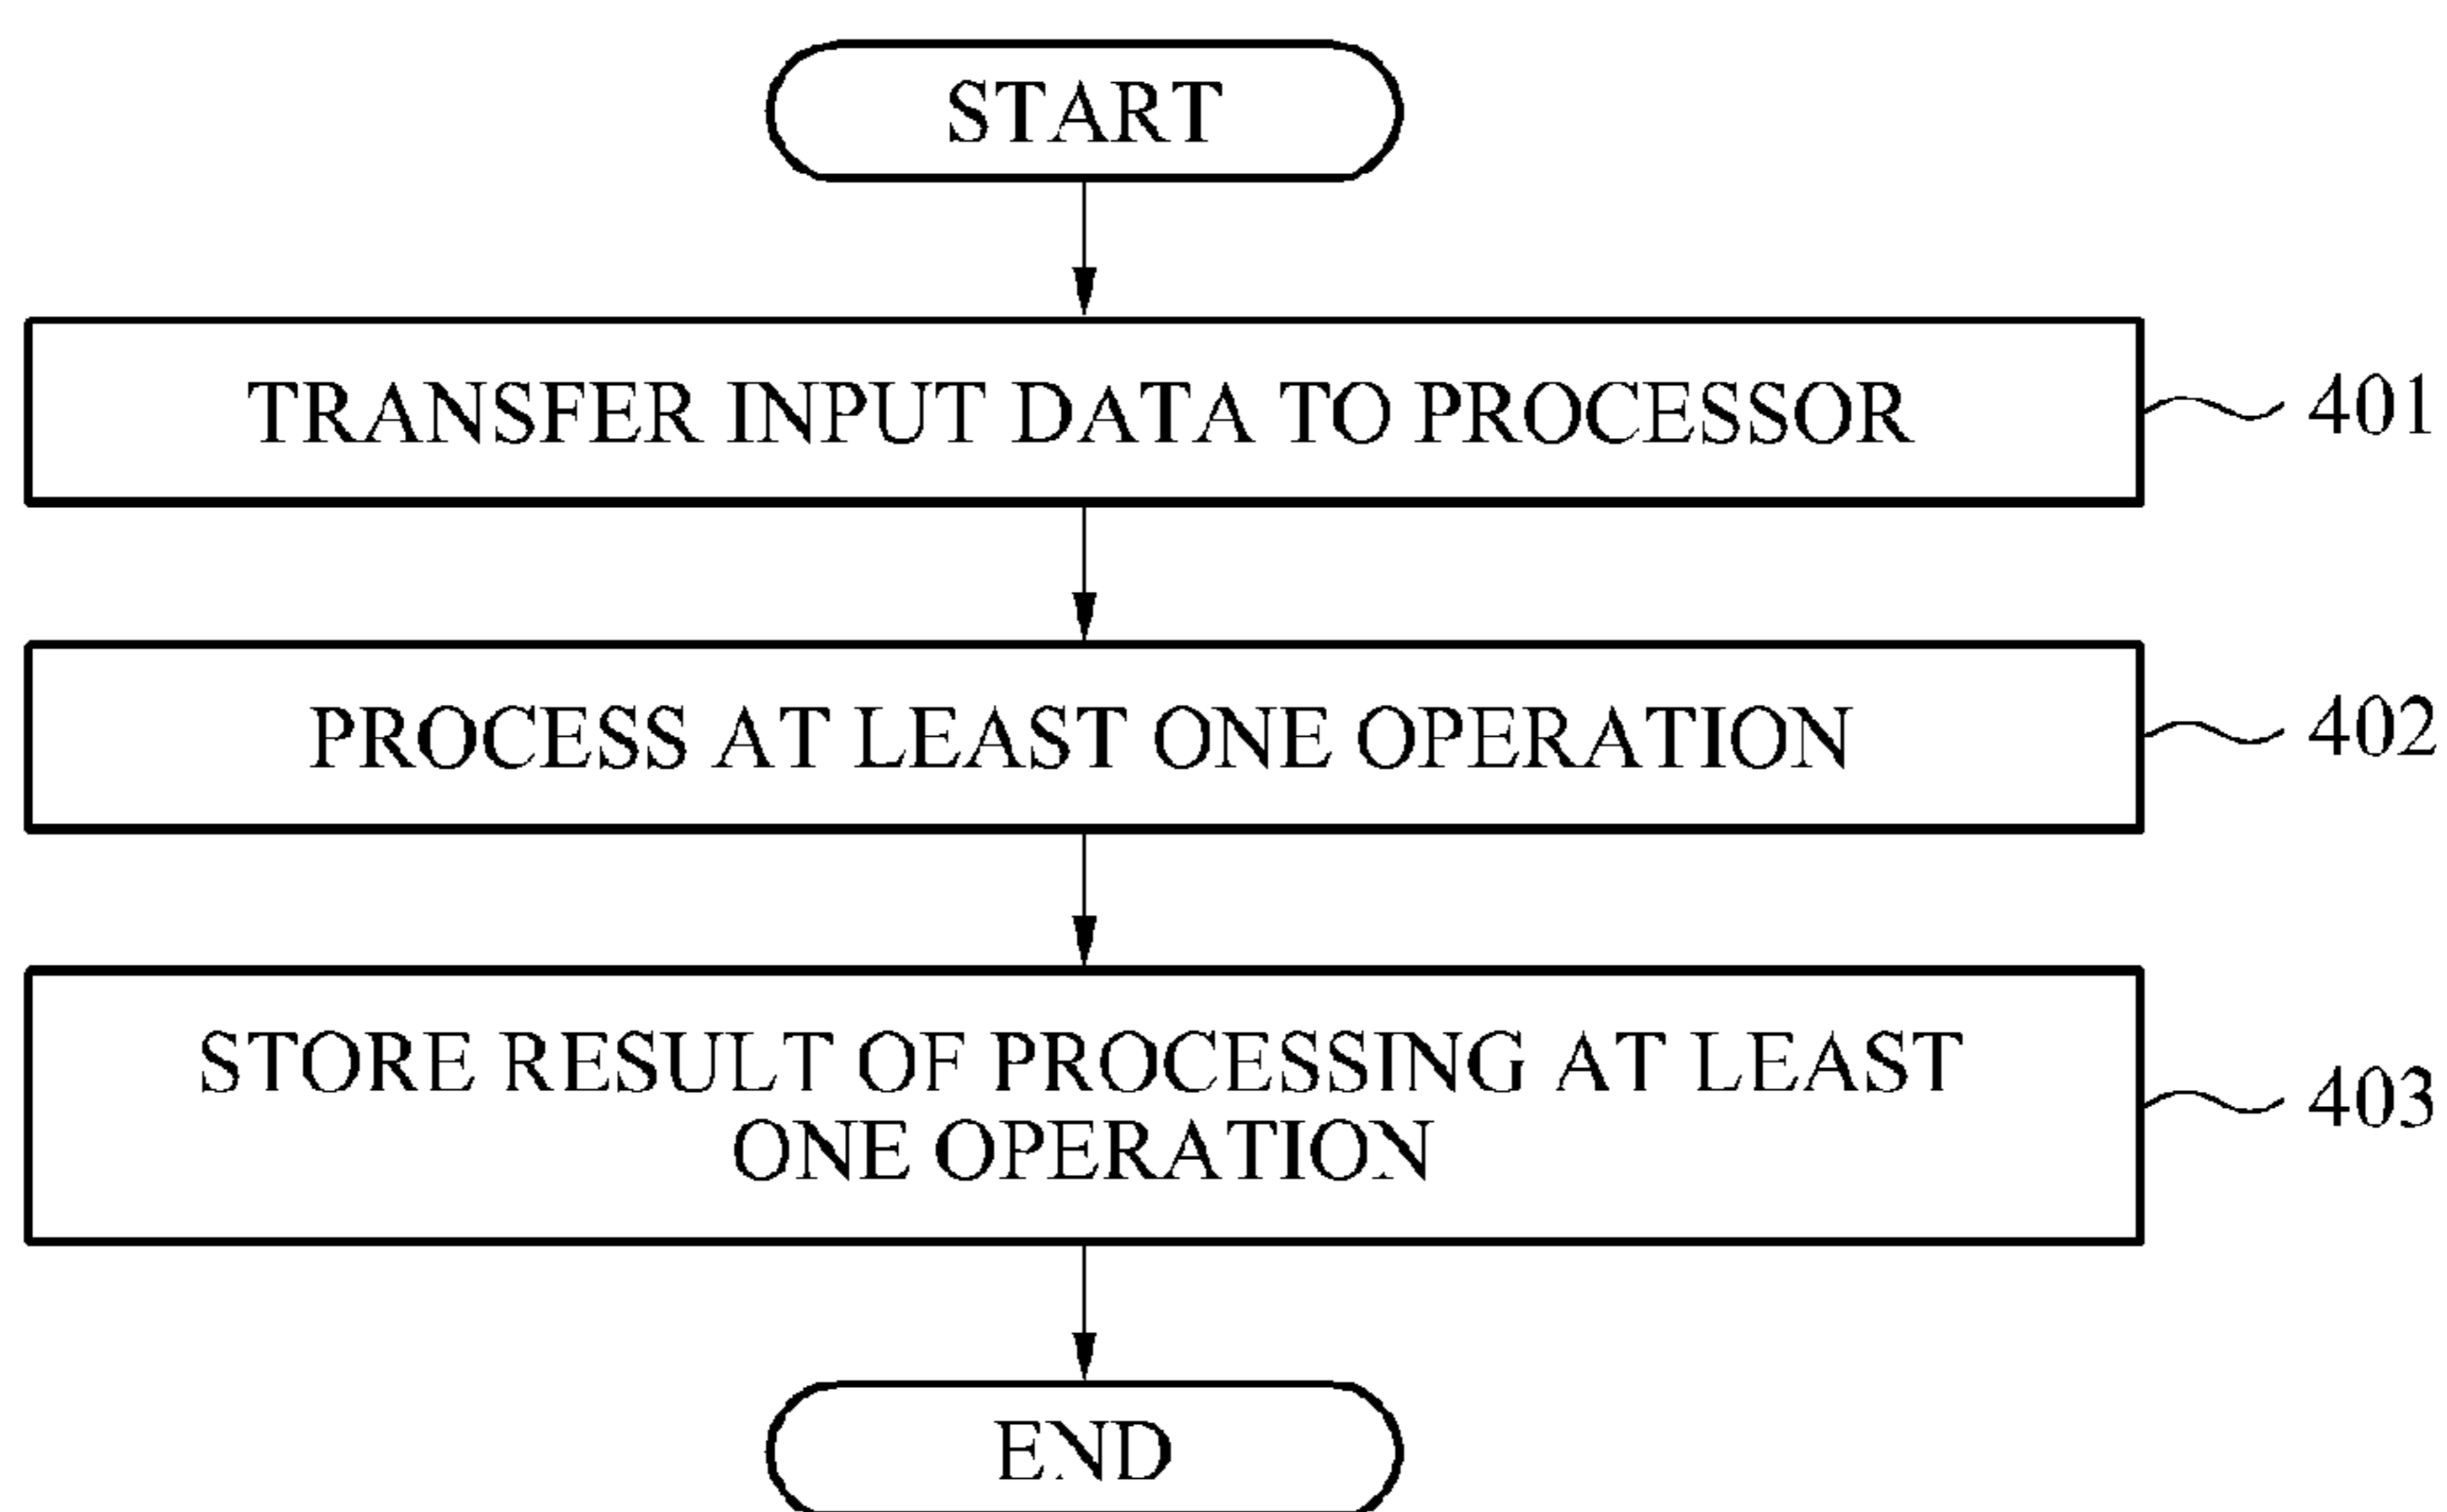 START
TRANSFER INPUT DATA TO PROCESSOR
401
PROCESS AT LEAST ONE OPERATION
402
STORE RESULT OF PROCESSING AT LEAST
ONE OPERATION
403
END